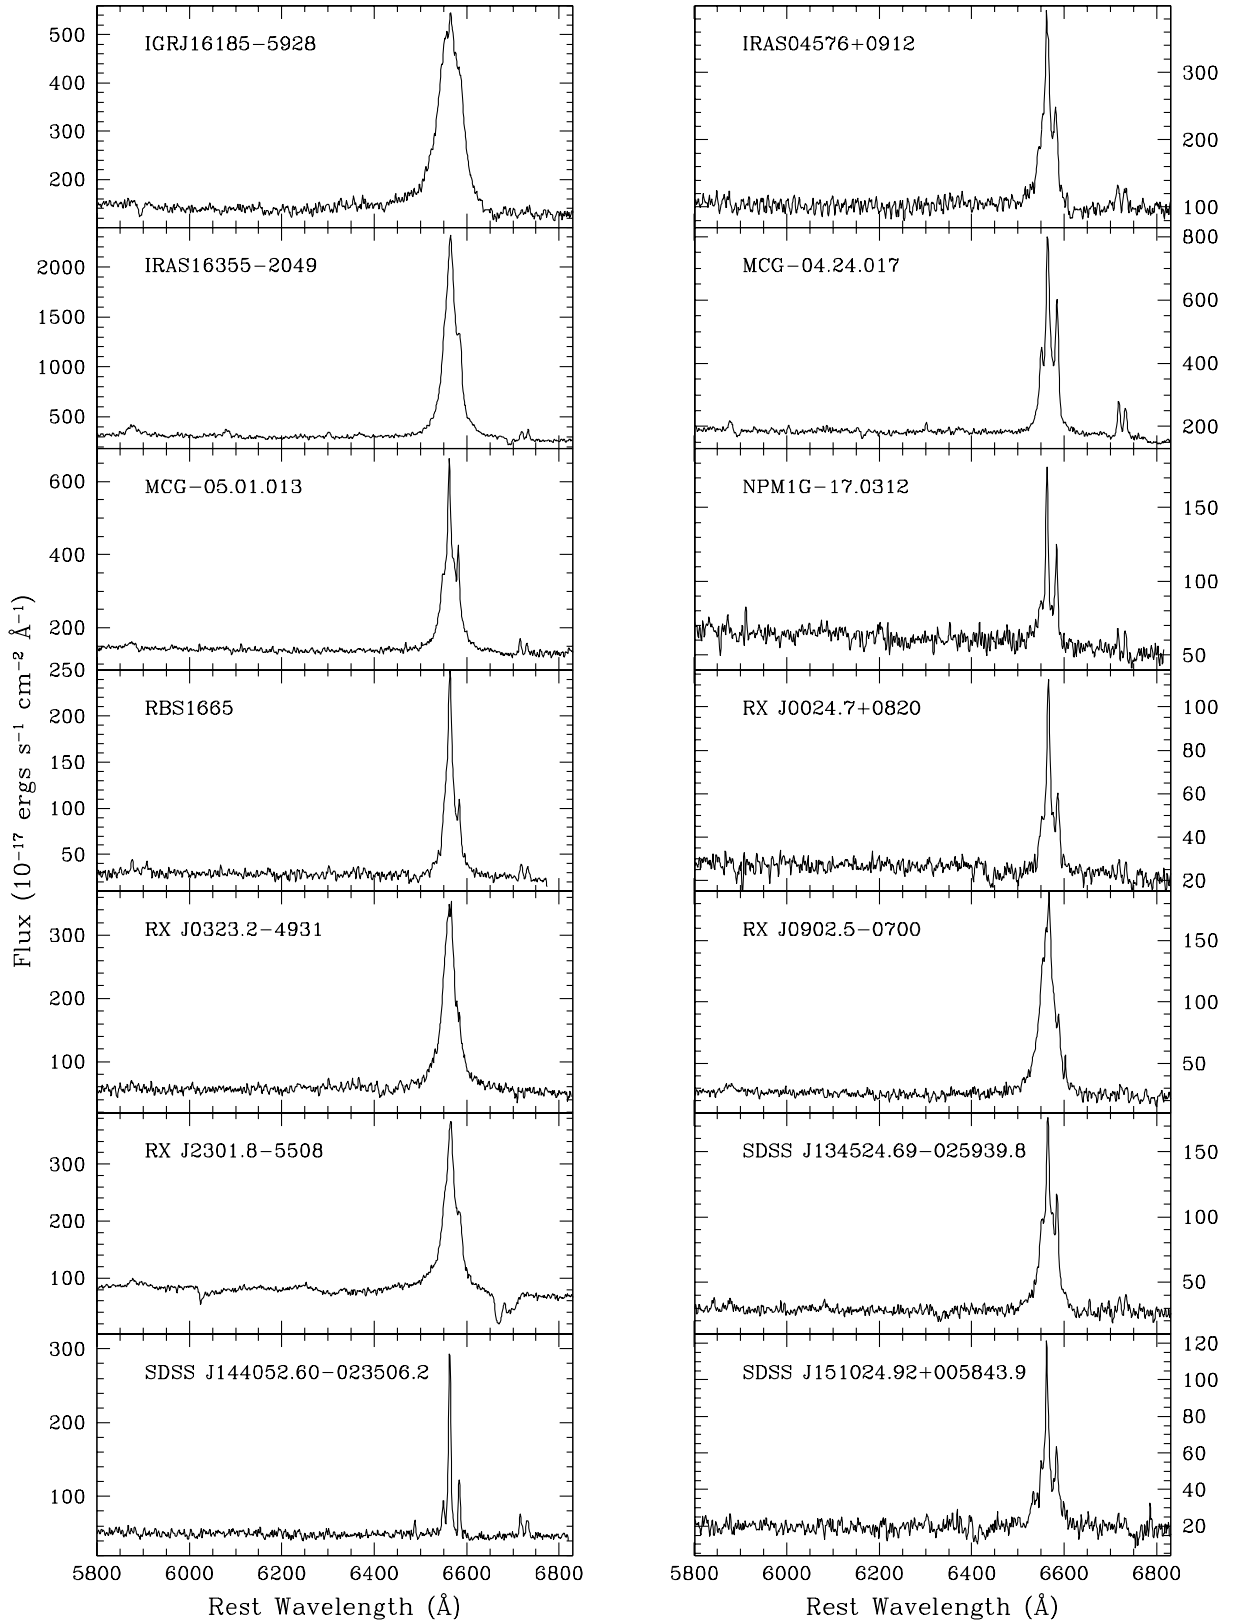 IGRJ16185−5928
500
400
300
200
IRAS04576+0912
300
200
100
IRAS16355−2049
2000
1500
1000
500
MCG−04.24.017
800
600
400
200
MCG−05.01.013
600
400
200
NPM1G−17.0312
150
100
50
RBS1665
250
200
150
100
50
RX J0024.7+0820
100
80
60
40
20
RX J0323.2−4931
300
200
100
RX J0902.5−0700
150
100
50
RX J2301.8−5508
300
200
100
SDSS J134524.69−025939.8
150
100
50
SDSS J144052.60−023506.2
300
200
100
SDSS J151024.92+005843.9
120
100
80
60
40
20
5800 6000 6200 6400 6600 6800
5800 6000 6200 6400 6600 6800
Rest Wavelength (Å)
Rest Wavelength (Å)
Flux (10⁻¹⁷ ergs s⁻¹ cm⁻² Å⁻¹)